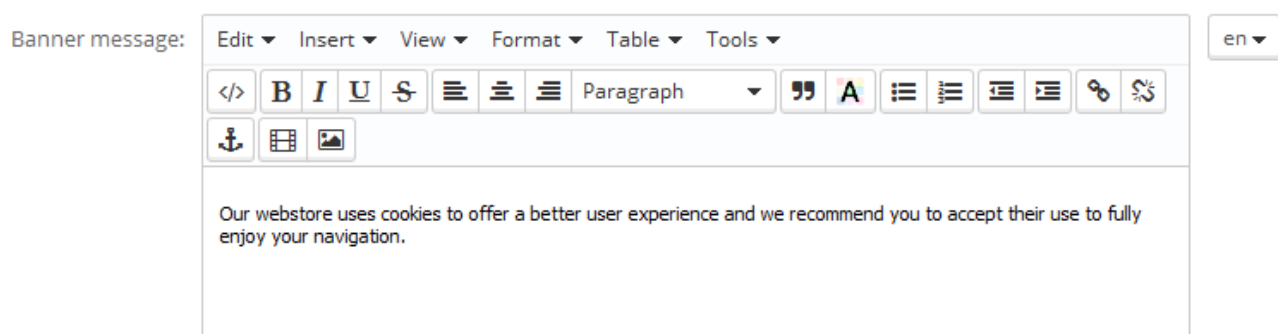 Banner message:
Edit Insert View Format Table Tools
en
</> B I U S Paragraph A
Our webstore uses cookies to offer a better user experience and we recommend you to accept their use to fully
enjoy your navigation.